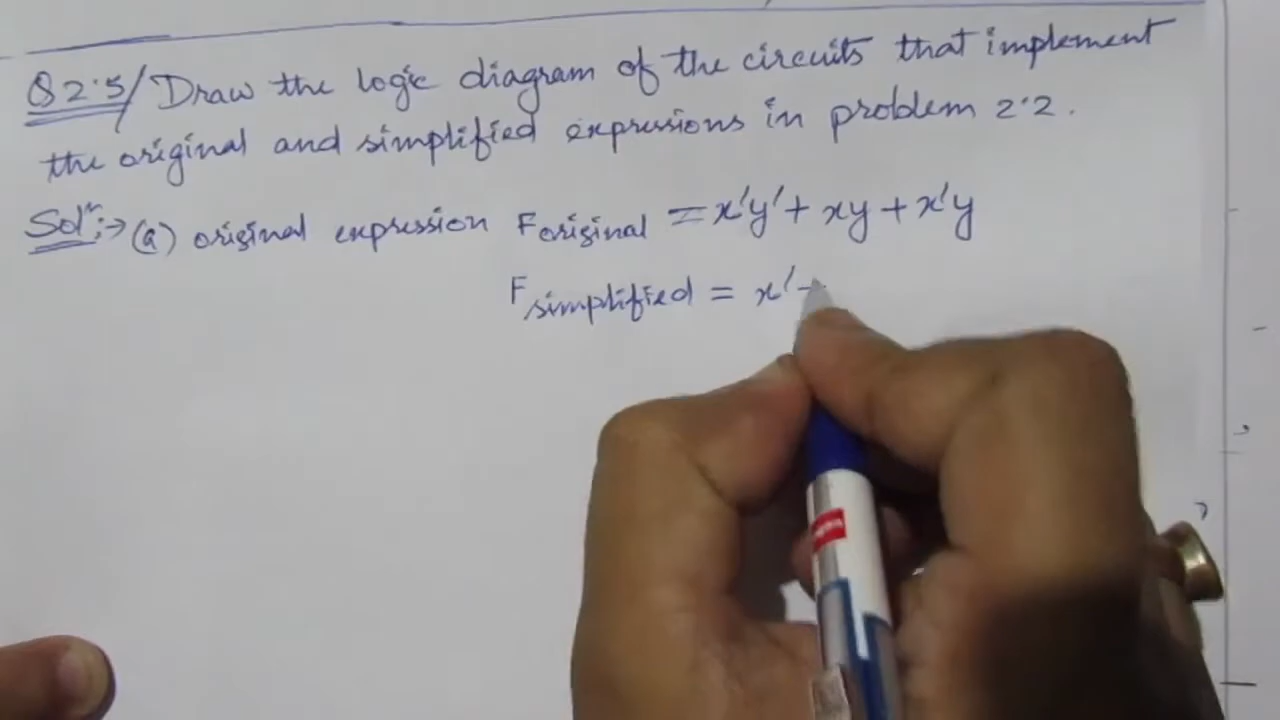 Q2.5/ Draw the logic diagram of the circuits that implement
the original and simplified expressions in problem 2.2.
Solⁿ:→ (a) original expression Foriginal = x'y' + xy + x'y
Fsimplified = x' +